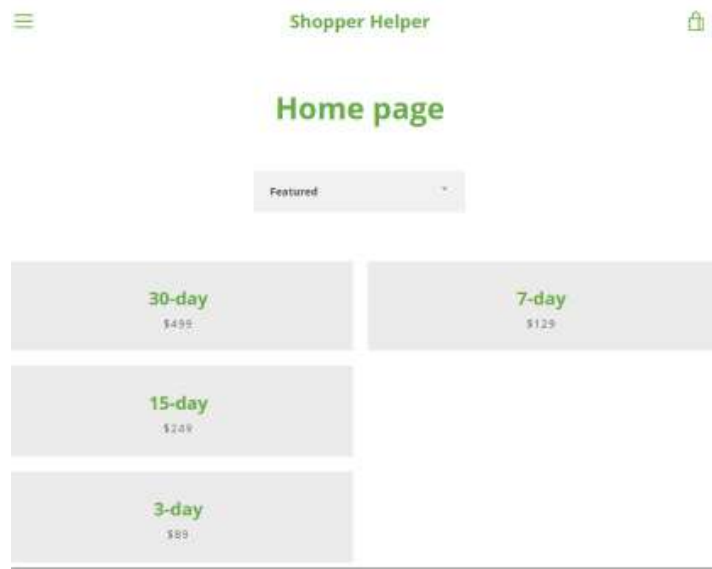 Shopper Helper
Home page
Featured
30-day
$499
7-day
$129
15-day
$249
3-day
$89